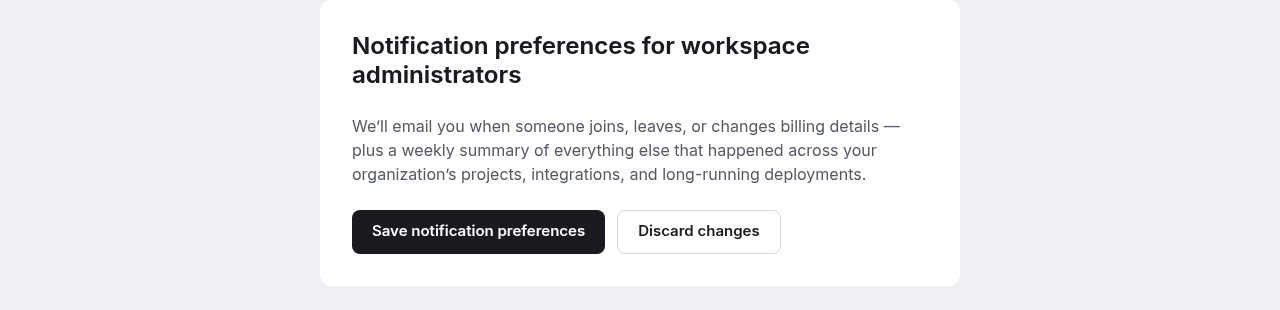 Notification preferences for workspace
administrators
We’ll email you when someone joins, leaves, or changes billing details —
plus a weekly summary of everything else that happened across your
organization’s projects, integrations, and long-running deployments.
Save notification preferences
Discard changes